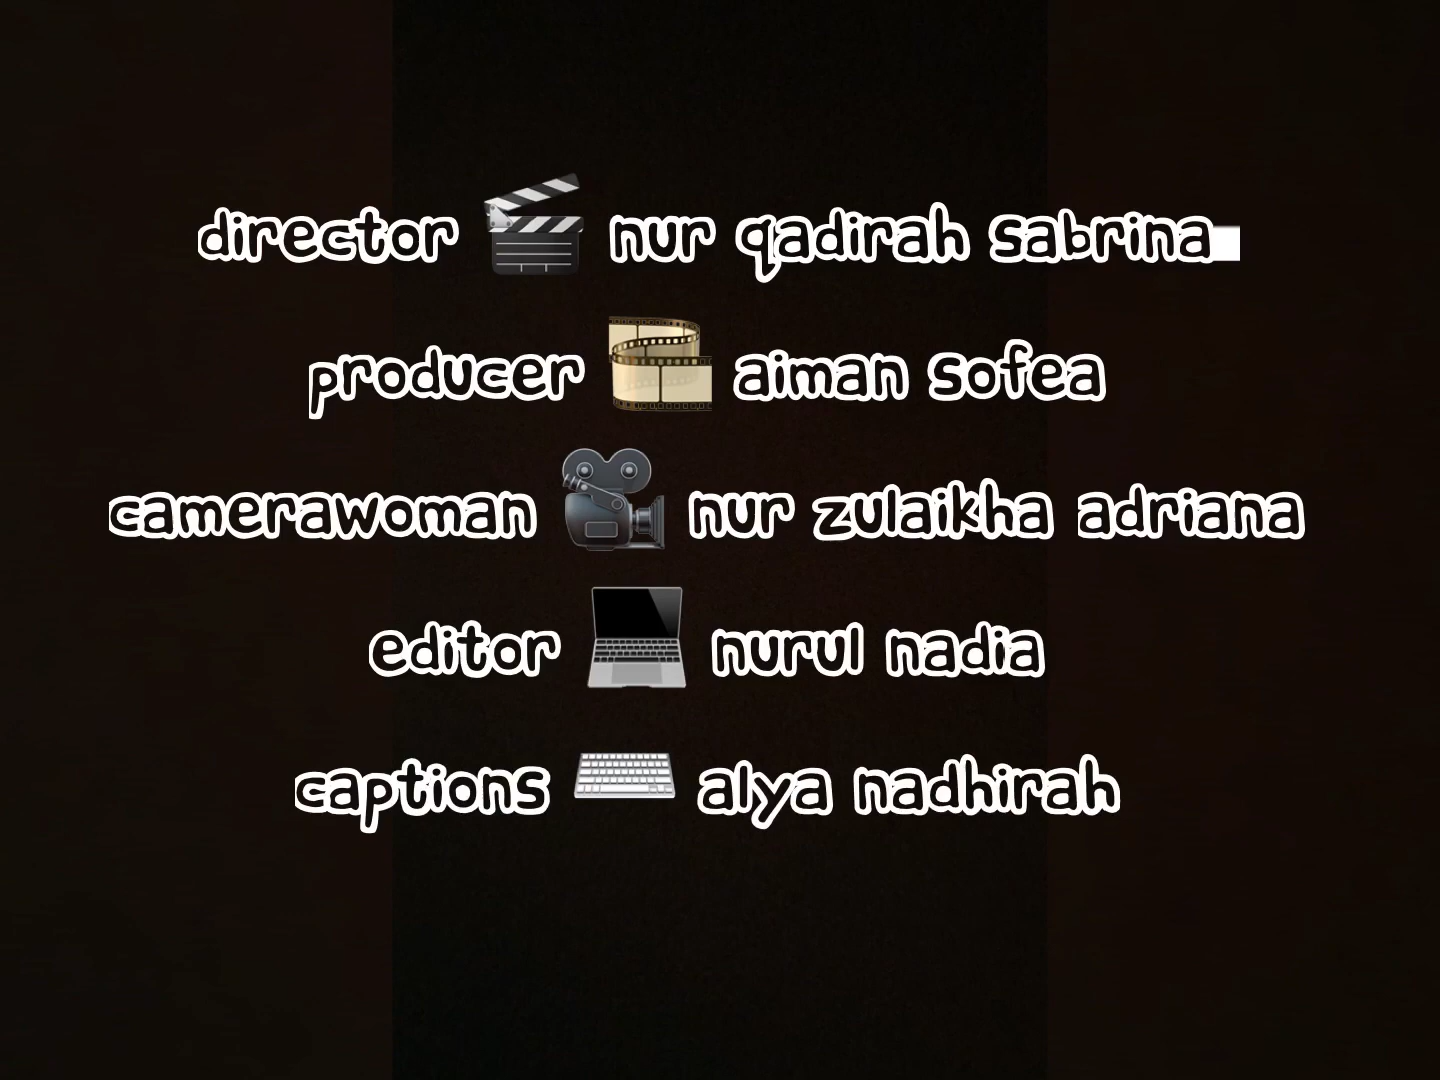 director 🎬 nur qadirah sabrina
producer 🎞 aiman sofea
camerawoman 🎥 nur zulaikha adriana
editor 💻 nurul nadia
captions ⌨ alya nadhirah